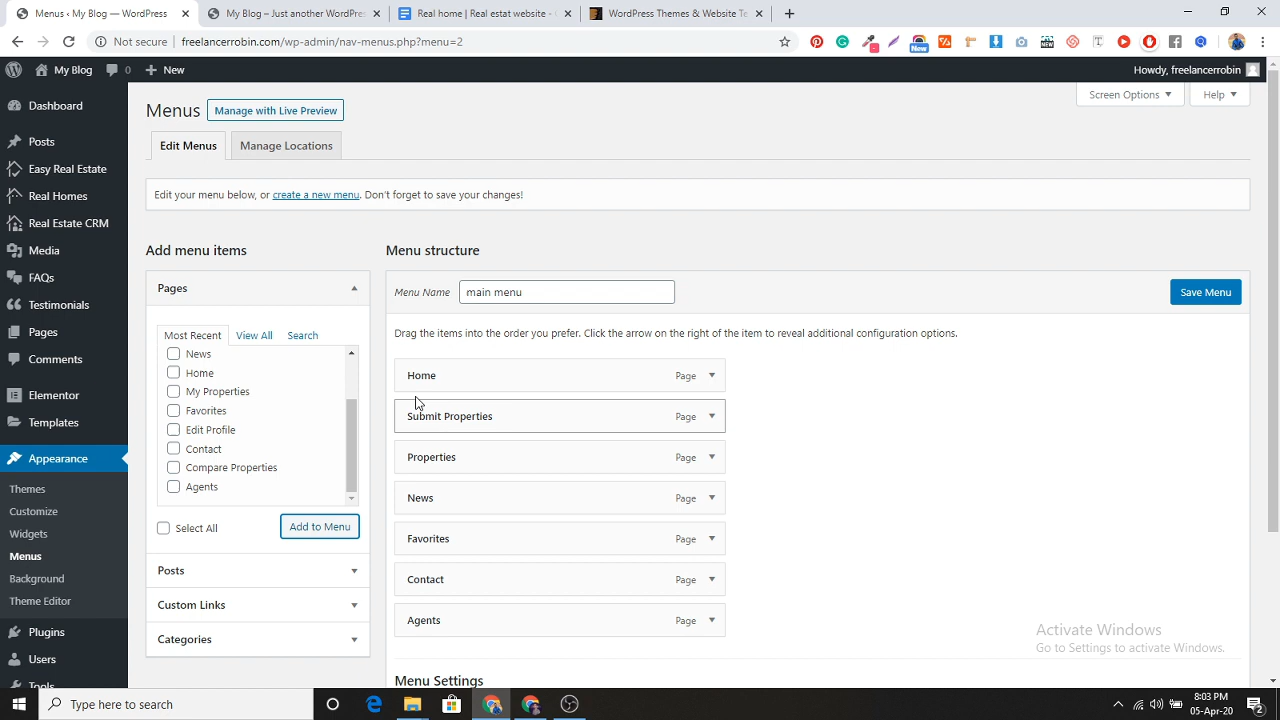 Menus ‹ My Blog — WordPress
My Blog – Just another WordPres
Real home | Real estat website -
WordPress Themes & Website Te
Not secure | freelancerrobin.com/wp-admin/nav-menus.php?menu=2
My Blog 0 New
Howdy, freelancerrobin
Dashboard
Posts
Easy Real Estate
Real Homes
Real Estate CRM
Media
FAQs
Testimonials
Pages
Comments
Elementor
Templates
Appearance
Themes
Customize
Widgets
Menus
Background
Theme Editor
Plugins
Users
Tools
Menus Manage with Live Preview
Screen Options Help
Edit Menus Manage Locations
Edit your menu below, or create a new menu. Don't forget to save your changes!
Add menu items
Pages
Most Recent View All Search
News
Home
My Properties
Favorites
Edit Profile
Contact
Compare Properties
Agents
Select All Add to Menu
Posts
Custom Links
Categories
Menu structure
Menu Name main menu Save Menu
Drag the items into the order you prefer. Click the arrow on the right of the item to reveal additional configuration options.
Home Page
Submit Properties Page
Properties Page
News Page
Favorites Page
Contact Page
Agents Page
Menu Settings
Activate Windows
Go to Settings to activate Windows.
Type here to search
8:03 PM
05-Apr-20
2